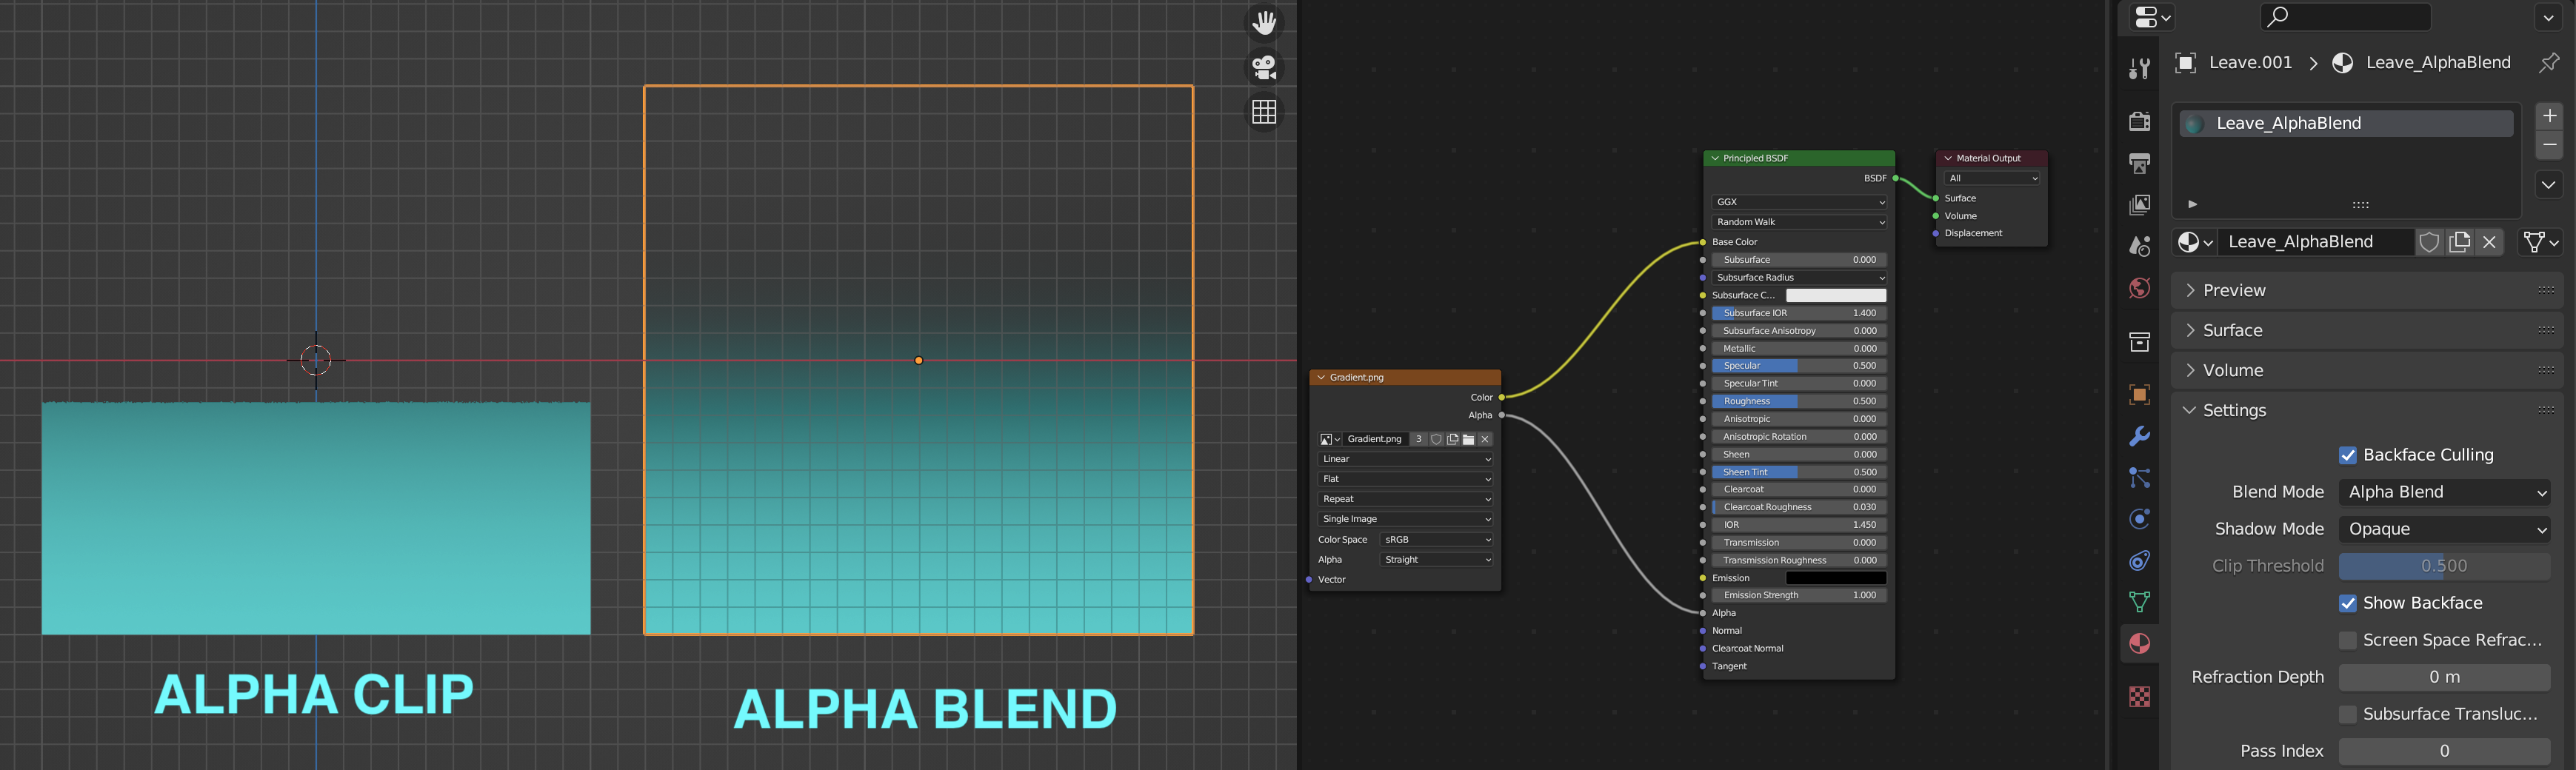 ALPHA CLIP
ALPHA BLEND
Gradient.png
Color
Alpha
Gradient.png 3
Linear
Flat
Repeat
Single Image
Color Space sRGB
Alpha Straight
Vector
Principled BSDF
BSDF
GGX
Random Walk
Base Color
Subsurface 0.000
Subsurface Radius
Subsurface C...
Subsurface IOR 1.400
Subsurface Anisotropy 0.000
Metallic 0.000
Specular 0.500
Specular Tint 0.000
Roughness 0.500
Anisotropic 0.000
Anisotropic Rotation 0.000
Sheen 0.000
Sheen Tint 0.500
Clearcoat 0.000
Clearcoat Roughness 0.030
IOR 1.450
Transmission 0.000
Transmission Roughness 0.000
Emission
Emission Strength 1.000
Alpha
Normal
Clearcoat Normal
Tangent
Material Output
All
Surface
Volume
Displacement
Leave.001 > Leave_AlphaBlend
Leave_AlphaBlend
Leave_AlphaBlend
Preview
Surface
Volume
Settings
Backface Culling
Blend Mode Alpha Blend
Shadow Mode Opaque
Clip Threshold 0.500
Show Backface
Screen Space Refrac...
Refraction Depth 0 m
Subsurface Transluc...
Pass Index 0